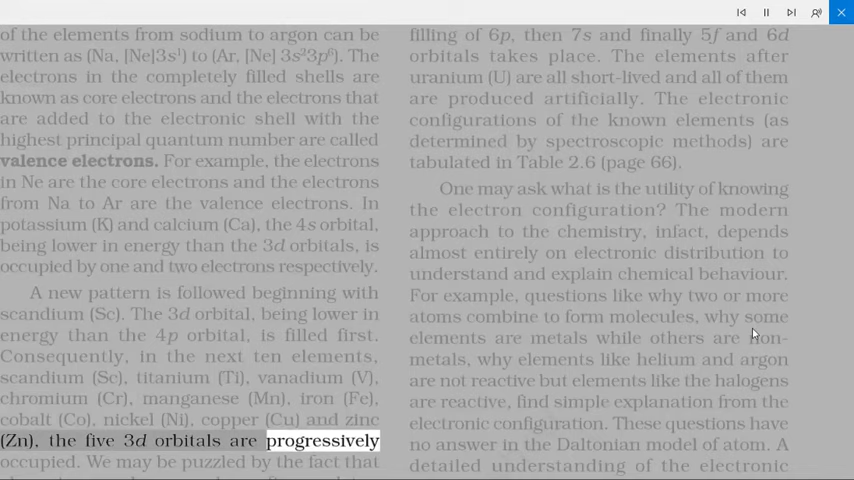 of the elements from sodium to argon can be
written as (Na, [Ne]3s¹) to (Ar, [Ne] 3s²3p⁶). The
electrons in the completely filled shells are
known as core electrons and the electrons that
are added to the electronic shell with the
highest principal quantum number are called
valence electrons. For example, the electrons
in Ne are the core electrons and the electrons
from Na to Ar are the valence electrons. In
potassium (K) and calcium (Ca), the 4s orbital,
being lower in energy than the 3d orbitals, is
occupied by one and two electrons respectively.
A new pattern is followed beginning with
scandium (Sc). The 3d orbital, being lower in
energy than the 4p orbital, is filled first.
Consequently, in the next ten elements,
scandium (Sc), titanium (Ti), vanadium (V),
chromium (Cr), manganese (Mn), iron (Fe),
cobalt (Co), nickel (Ni), copper (Cu) and zinc
(Zn), the five 3d orbitals are progressively
occupied. We may be puzzled by the fact that
filling of 6p, then 7s and finally 5f and 6d
orbitals takes place. The elements after
uranium (U) are all short-lived and all of them
are produced artificially. The electronic
configurations of the known elements (as
determined by spectroscopic methods) are
tabulated in Table 2.6 (page 66).
One may ask what is the utility of knowing
the electron configuration? The modern
approach to the chemistry, infact, depends
almost entirely on electronic distribution to
understand and explain chemical behaviour.
For example, questions like why two or more
atoms combine to form molecules, why some
elements are metals while others are non-
metals, why elements like helium and argon
are not reactive but elements like the halogens
are reactive, find simple explanation from the
electronic configuration. These questions have
no answer in the Daltonian model of atom. A
detailed understanding of the electronic